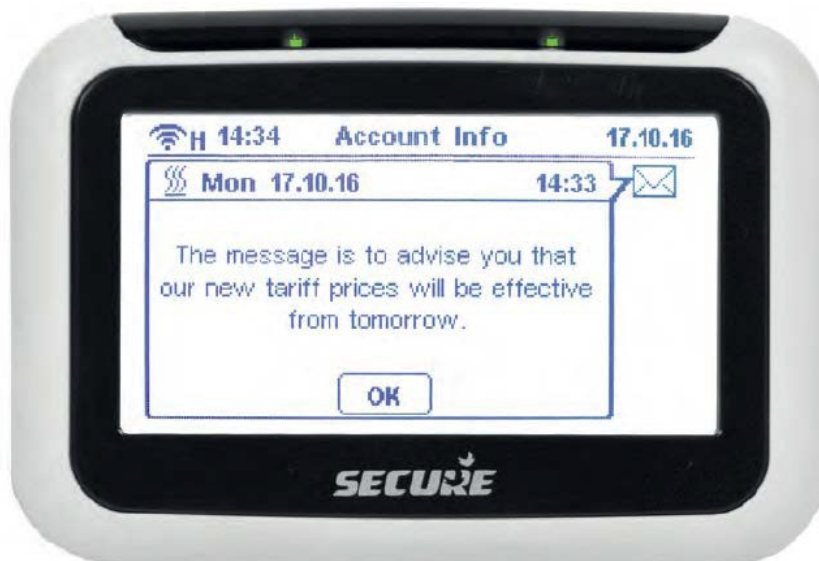 H 14:34 Account Info 17.10.16
Mon 17.10.16 14:33
The message is to advise you that
our new tariff prices will be effective
from tomorrow.
OK
SECURE